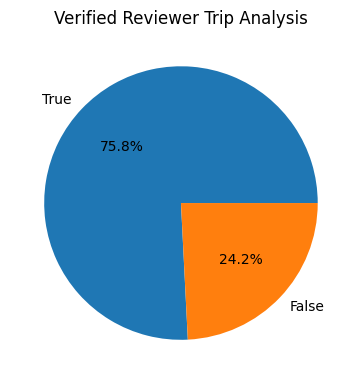 Verified Reviewer Trip Analysis
True
75.8%
24.2%
False